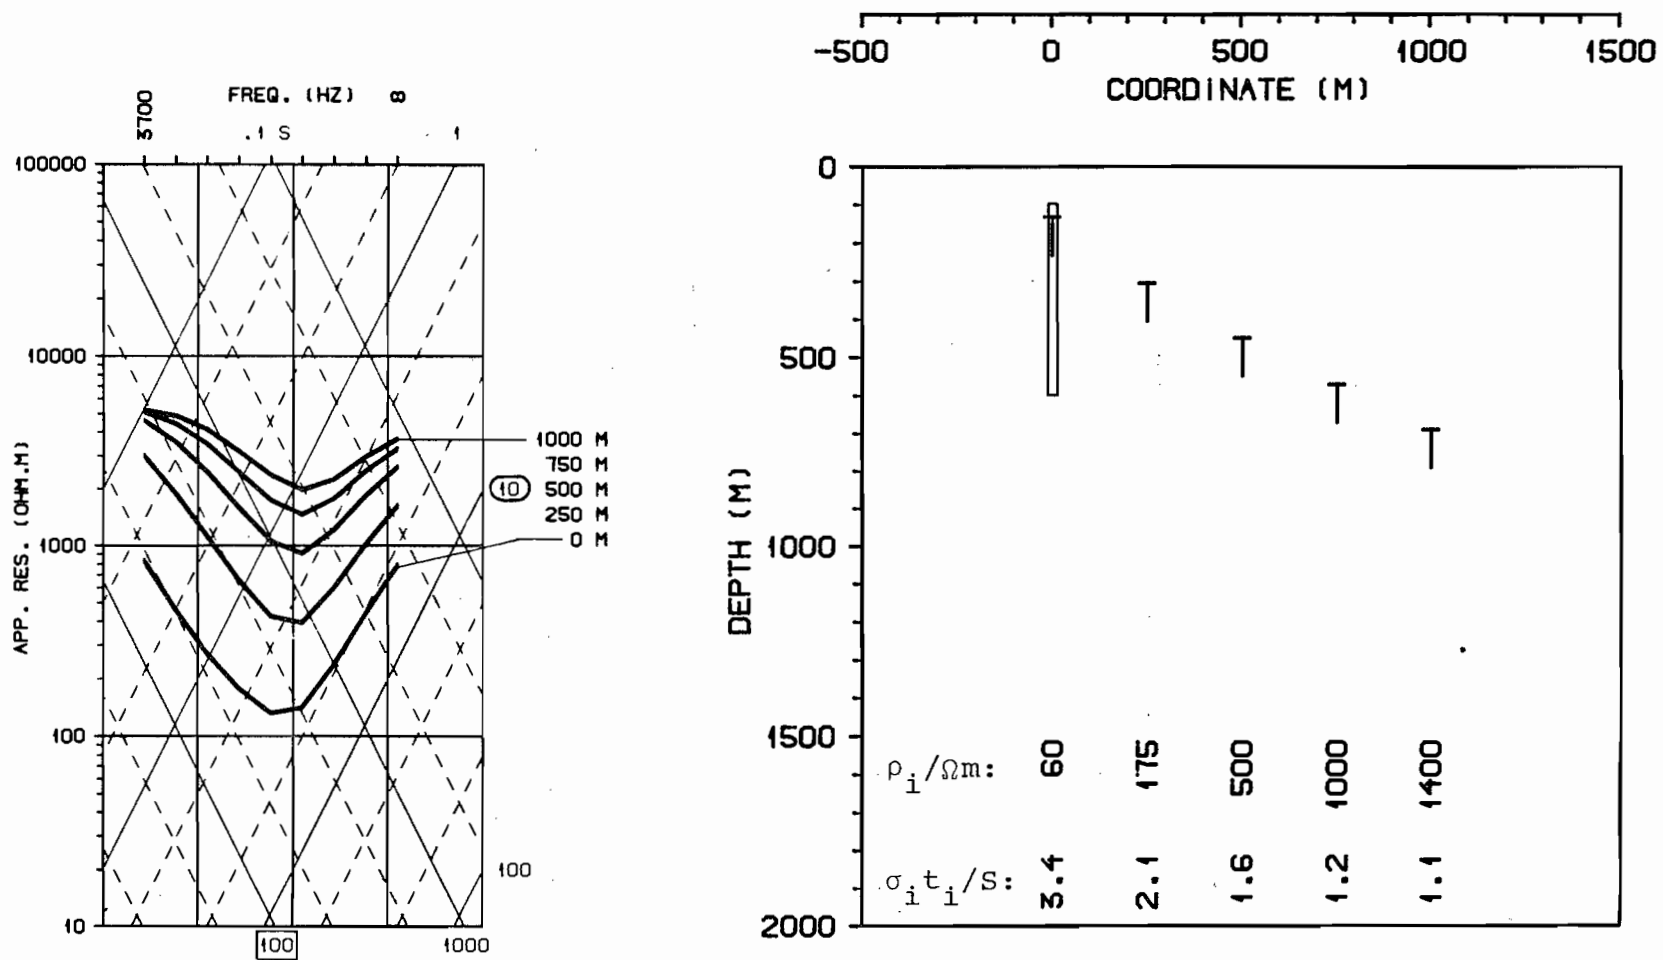 3700
FREQ. (HZ) 8
.1 S 1
100000
10000
1000
100
10
APP. RES. (OHM.M)
1000 M
750 M
10 500 M
250 M
0 M
100
100 1000
-500 0 500 1000 1500
COORDINATE (M)
0
500
1000
1500
2000
DEPTH (M)
ρi/Ωm: 60 175 500 1000 1400
σiti/S: 3.4 2.1 1.6 1.2 1.1